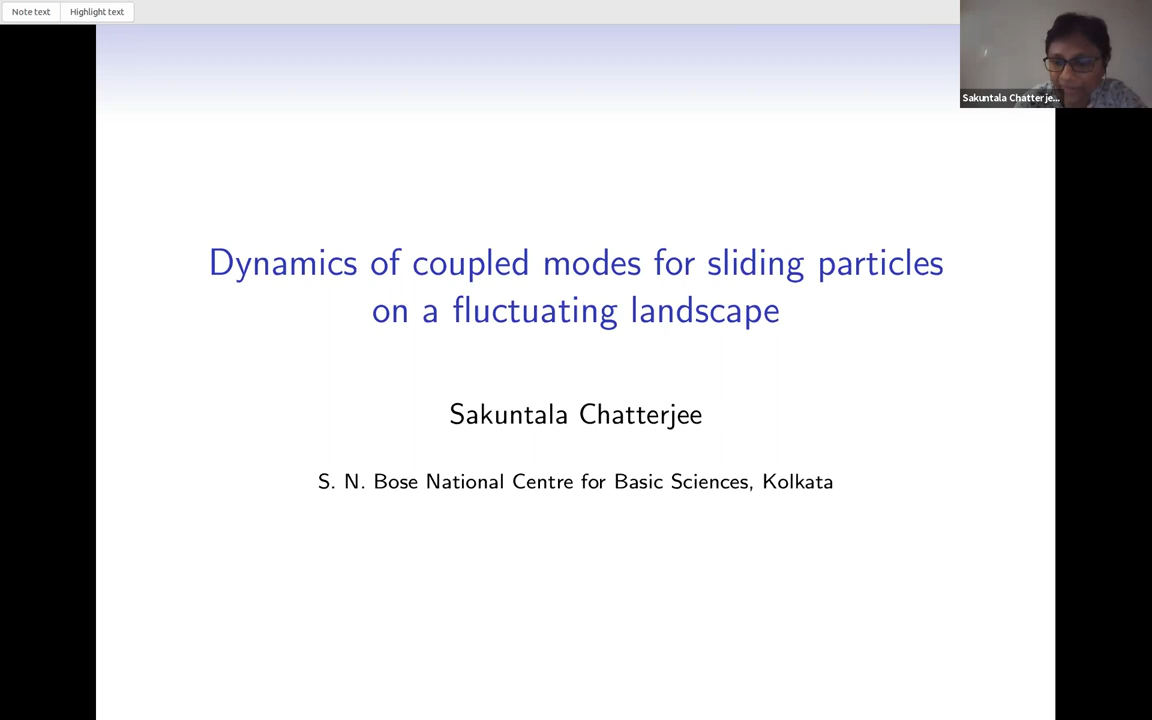 Note text Highlight text
Sakuntala Chatterje...
Dynamics of coupled modes for sliding particles
on a fluctuating landscape
Sakuntala Chatterjee
S. N. Bose National Centre for Basic Sciences, Kolkata